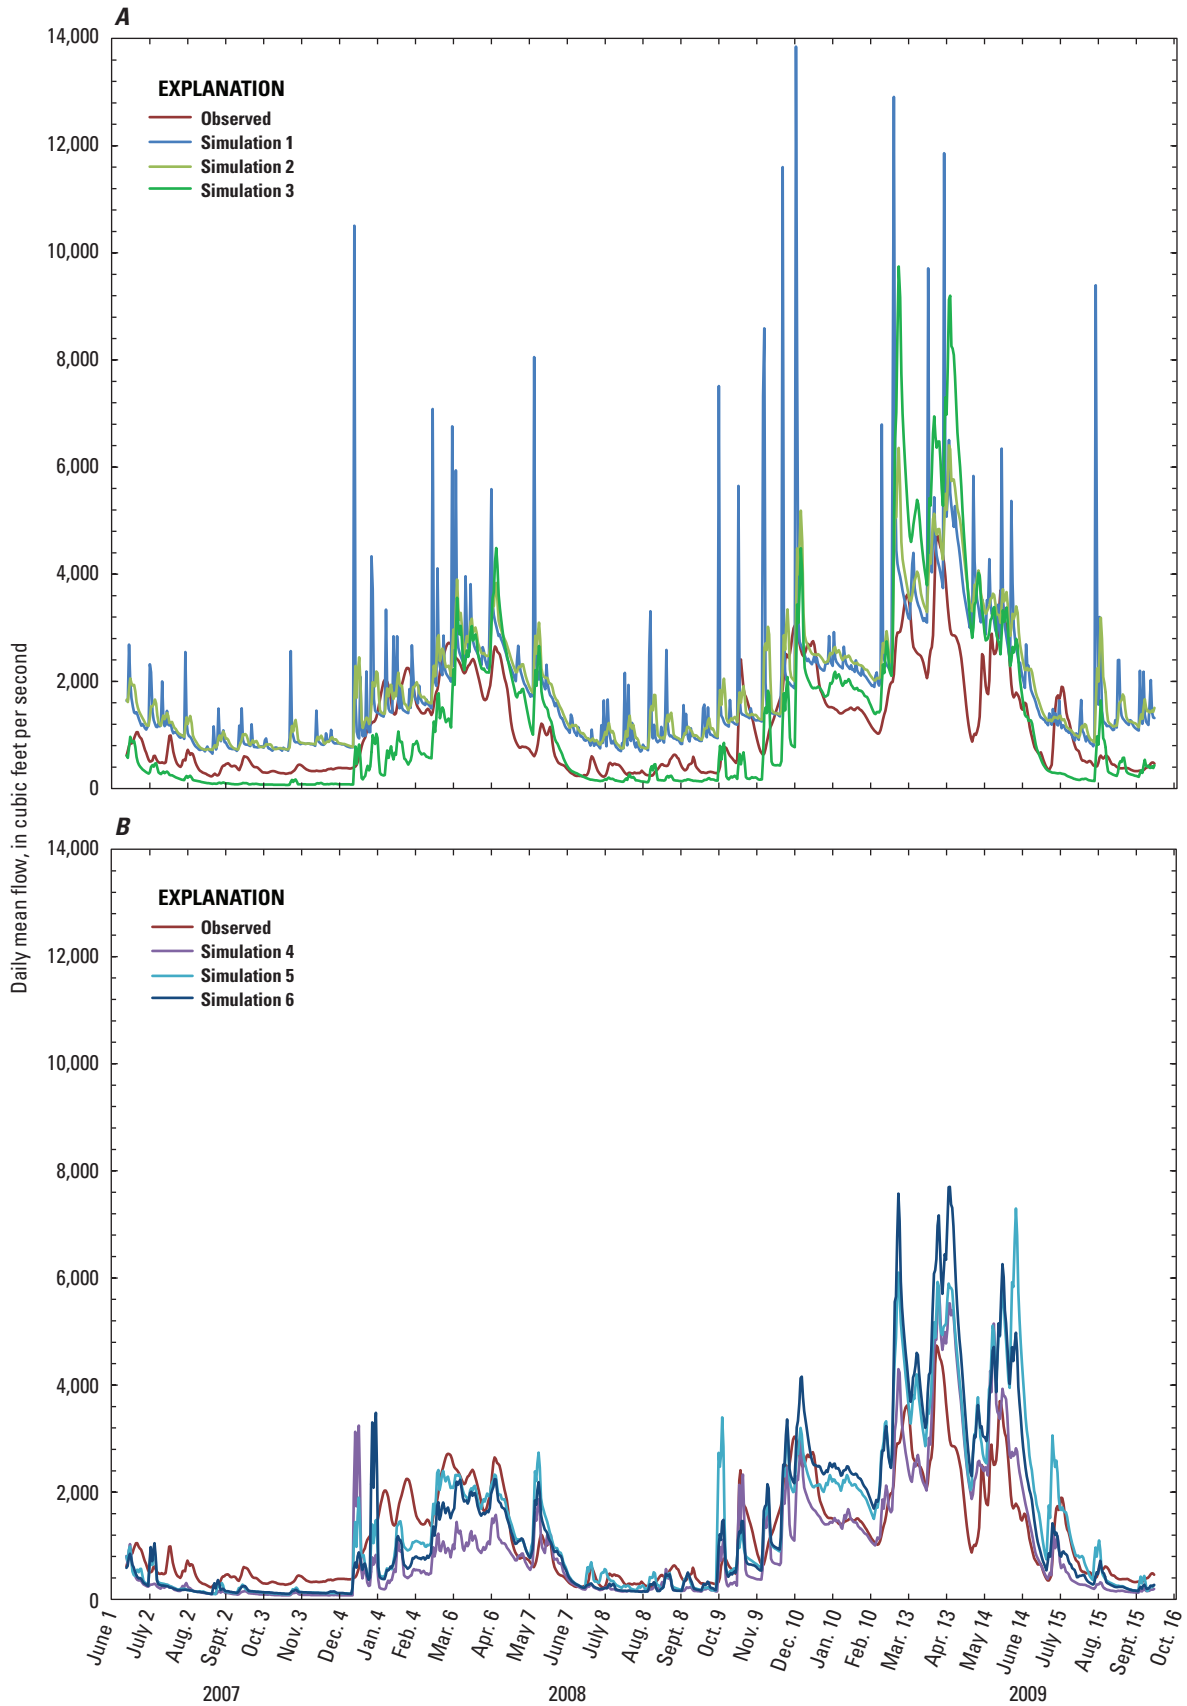 A
14,000
12,000
10,000
8,000
6,000
4,000
2,000
0
EXPLANATION
Observed
Simulation 1
Simulation 2
Simulation 3
Daily mean flow, in cubic feet per second
B
14,000
12,000
10,000
8,000
6,000
4,000
2,000
0
EXPLANATION
Observed
Simulation 4
Simulation 5
Simulation 6
June 1
July 2
Aug. 2
Sept. 2
Oct. 3
Nov. 3
Dec. 4
Jan. 4
Feb. 4
Mar. 6
Apr. 6
May 7
June 7
July 8
Aug. 8
Sept. 8
Oct. 9
Nov. 9
Dec. 10
Jan. 10
Feb. 10
Mar. 13
Apr. 13
May 14
June 14
July 15
Aug. 15
Sept. 15
Oct. 16
2007
2008
2009